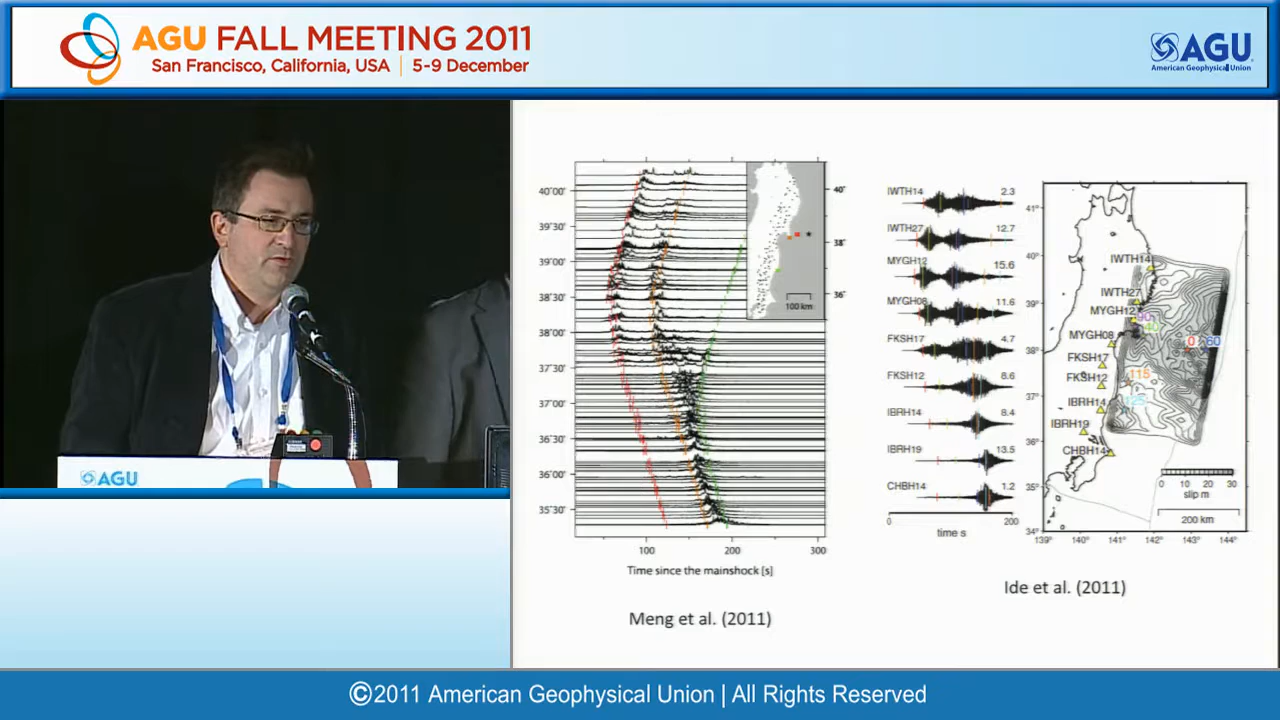 AGU FALL MEETING 2011
San Francisco, California, USA | 5-9 December
AGU
American Geophysical Union
AGU
40°00'
39°30'
39°00'
38°30'
38°00'
37°30'
37°00'
36°30'
36°00'
35°30'
100
200
300
Time since the mainshock [s]
40°
38°
36°
100 km
Meng et al. (2011)
IWTH14 2.3
IWTH27 12.7
MYGH12 15.6
MYGH08 11.6
FKSH17 4.7
FKSH12 8.6
IBRH14 8.4
IBRH19 13.5
CHBH14 1.2
0 200
time s
41°
40°
39°
38°
37°
36°
35°
34°
IWTH14
IWTH27
MYGH12
90
40
MYGH08
0 60
FKSH17
115
FKSH12
125
IBRH14
IBRH19
CHBH14
0 10 20 30
slip m
200 km
139° 140° 141° 142° 143° 144°
Ide et al. (2011)
©2011 American Geophysical Union | All Rights Reserved